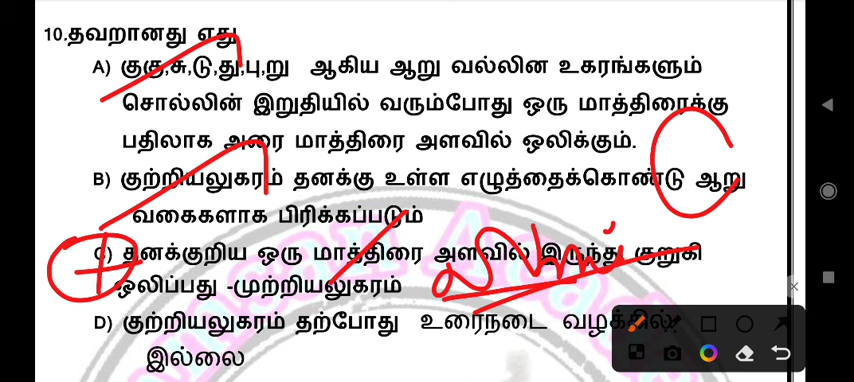 10.தவறானது எது
A) குகு,சு,டு,து,பு,று ஆகிய ஆறு வல்லின உகரங்களும்
சொல்லின் இறுதியில் வரும்போது ஒரு மாத்திரைக்கு
பதிலாக அரை மாத்திரை அளவில் ஒலிக்கும்.
B) குற்றியலுகரம் தனக்கு உள்ள எழுத்தைக்கொண்டு ஆறு
வகைகளாக பிரிக்கப்படும்
C) தனக்குறிய ஒரு மாத்திரை அளவில் இருந்து குறுகி
ஒலிப்பது -முற்றியலுகரம்
D) குற்றியலுகரம் தற்போது உரைநடை வழக்கில்
இல்லை